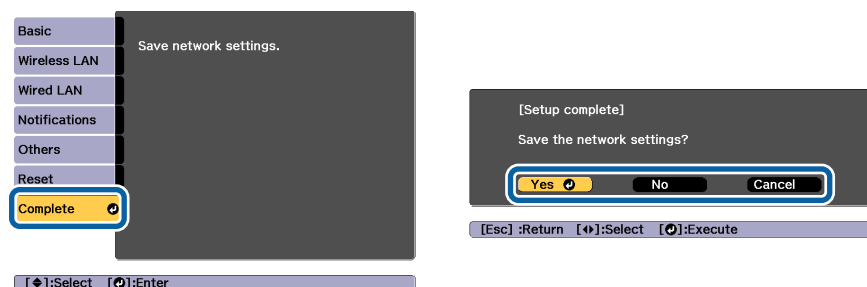 Basic
Wireless LAN
Wired LAN
Notifications
Others
Reset
Complete
Save network settings.
[ ]:Select [ ]:Enter
[Setup complete]
Save the network settings?
Yes No Cancel
[Esc] :Return [ ]:Select [ ]:Execute